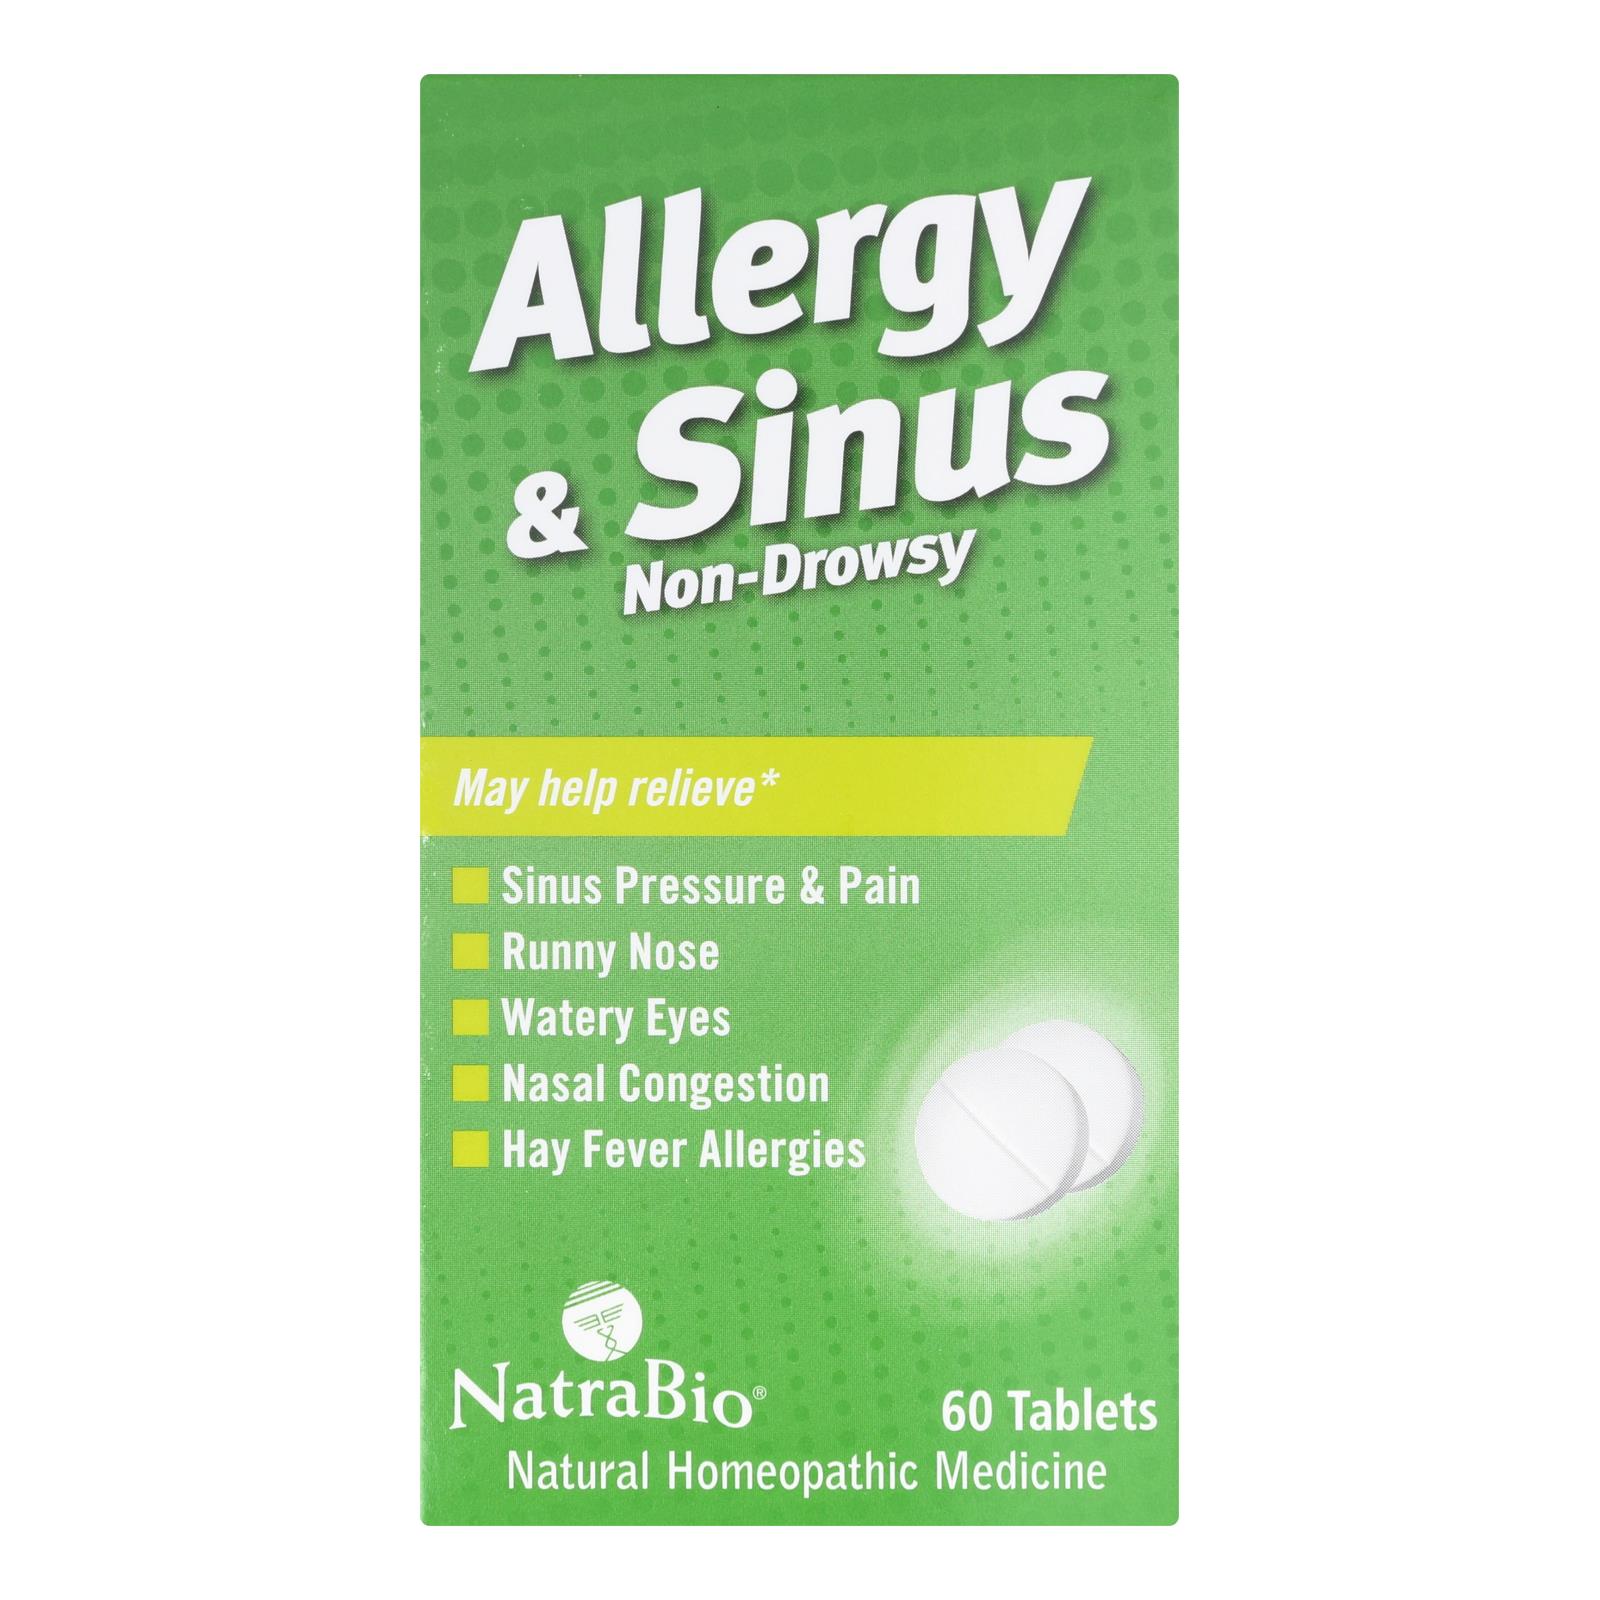 Allergy
& Sinus
Non-Drowsy
May help relieve*
Sinus Pressure & Pain
Runny Nose
Watery Eyes
Nasal Congestion
Hay Fever Allergies
NatraBio®
60 Tablets
Natural Homeopathic Medicine